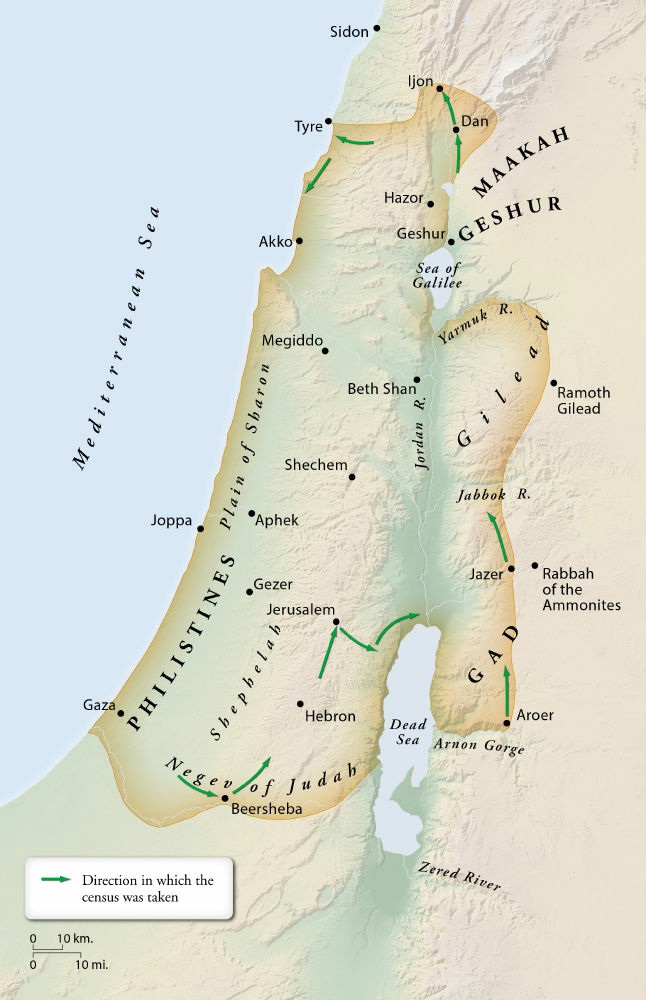 Sidon
Ijon
Tyre
Dan
MAAKAH
Hazor
GESHUR
Geshur
Akko
Sea of
Galilee
Mediterranean Sea
Yarmuk R.
Megiddo
Gilead
Beth Shan
Ramoth
Gilead
Plain of Sharon
Jordan R.
Shechem
Jabbok R.
Joppa
Aphek
Jazer
Rabbah
of the
Ammonites
Gezer
Jerusalem
PHILISTINES
Shephelah
GAD
Gaza
Hebron
Aroer
Dead
Sea
Arnon Gorge
Negev of Judah
Beersheba
Zered River
Direction in which the
census was taken
0 10 km.
0 10 mi.